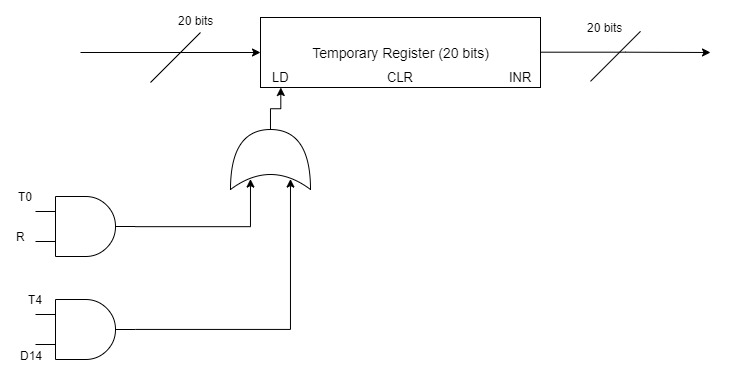 20 bits
20 bits
Temporary Register (20 bits)
LD CLR INR
T0
R
T4
D14